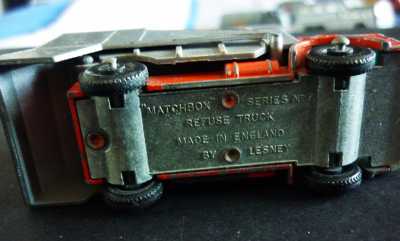 "MATCHBOX" SERIES Nº
REFUSE TRUCK
MADE IN ENGLAND
BY LESNEY